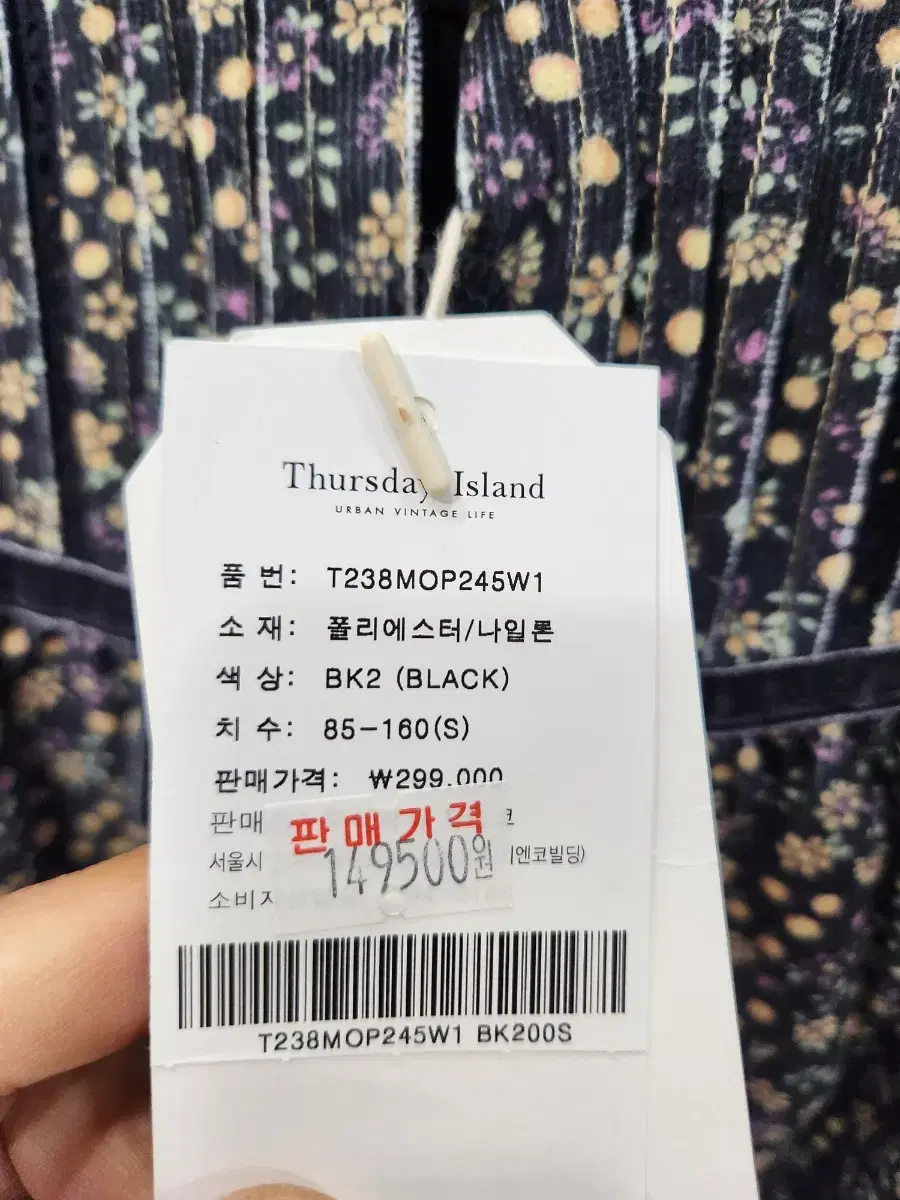 Thursday Island
URBAN VINTAGE LIFE
품 번: T238MOP245W1
소 재: 폴리에스터/나일론
색 상: BK2 (BLACK)
치 수: 85-160(S)
판매가격: ₩299,000
판매
판매가격
서울시 엔코빌딩)
149500원
소비자
T238MOP245W1 BK200S